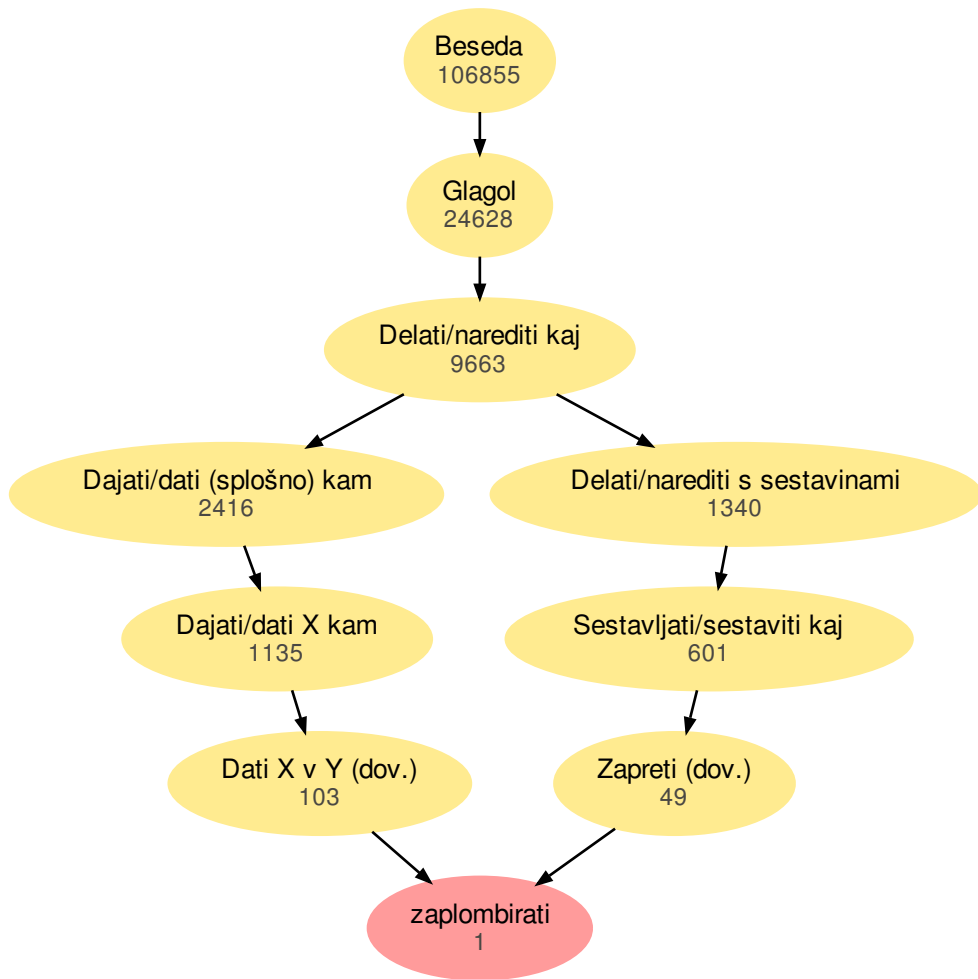 Beseda
106855
Glagol
24628
Delati/narediti kaj
9663
Dajati/dati (splošno) kam
2416
Delati/narediti s sestavinami
1340
Dajati/dati X kam
1135
Sestavljati/sestaviti kaj
601
Dati X v Y (dov.)
103
Zapreti (dov.)
49
zaplombirati
1